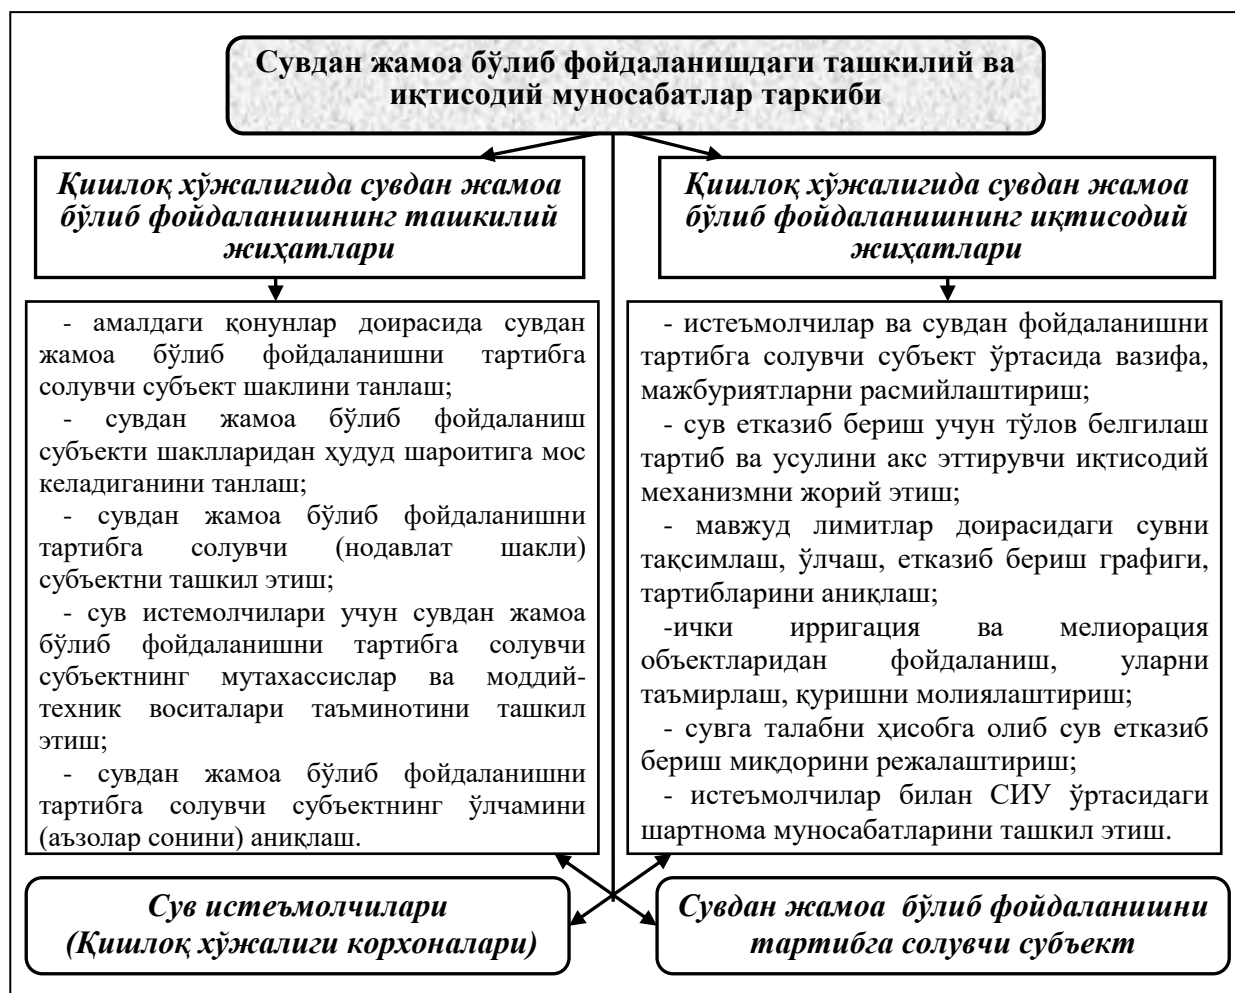 Сувдан жамоа бўлиб фойдаланишдаги ташкилий ва
иқтисодий муносабатлар таркиби
Қишлоқ хўжалигида сувдан жамоа
бўлиб фойдаланишнинг ташкилий
жиҳатлари
Қишлоқ хўжалигида сувдан жамоа
бўлиб фойдаланишнинг иқтисодий
жиҳатлари
- амалдаги қонунлар доирасида сувдан
жамоа бўлиб фойдаланишни тартибга
солувчи субъект шаклини танлаш;
- сувдан жамоа бўлиб фойдаланиш
субъекти шаклларидан ҳудуд шароитига мос
келадиганини танлаш;
- сувдан жамоа бўлиб фойдаланишни
тартибга солувчи (нодавлат шакли)
субъектни ташкил этиш;
- сув истемолчилари учун сувдан жамоа
бўлиб фойдаланишни тартибга солувчи
субъектнинг мутахассислар ва моддий-
техник воситалари таъминотини ташкил
этиш;
- сувдан жамоа бўлиб фойдаланишни
тартибга солувчи субъектнинг ўлчамини
(аъзолар сонини) аниқлаш.
- истеъмолчилар ва сувдан фойдаланишни
тартибга солувчи субъект ўртасида вазифа,
мажбуриятларни расмийлаштириш;
- сув етказиб бериш учун тўлов белгилаш
тартиб ва усулини акс эттирувчи иқтисодий
механизмни жорий этиш;
- мавжуд лимитлар доирасидаги сувни
тақсимлаш, ўлчаш, етказиб бериш графиги,
тартибларини аниқлаш;
-ички ирригация ва мелиорация
объектларидан фойдаланиш, уларни
таъмирлаш, қуришни молиялаштириш;
- сувга талабни ҳисобга олиб сув етказиб
бериш миқдорини режалаштириш;
- истеъмолчилар билан СИУ ўртасидаги
шартнома муносабатларини ташкил этиш.
Сув истеъмолчилари
(Қишлоқ хўжалиги корхоналари)
Сувдан жамоа бўлиб фойдаланишни
тартибга солувчи субъект